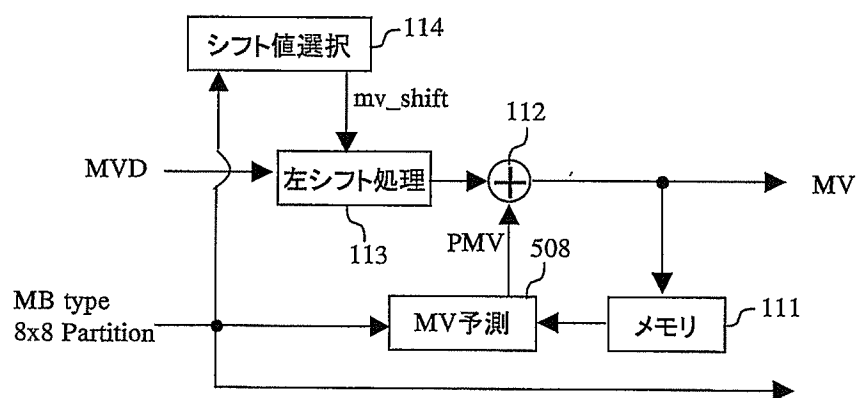 シフト値選択
114
mv_shift
112
MVD
左シフト処理
MV
113
PMV
508
MB type
8x8 Partition
MV予測
メモリ
111